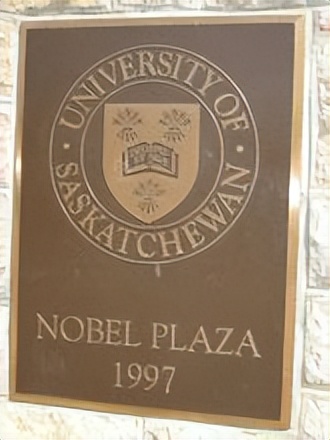 UNIVERSITY OF
SASKATCHEWAN
NOBEL PLAZA
1997